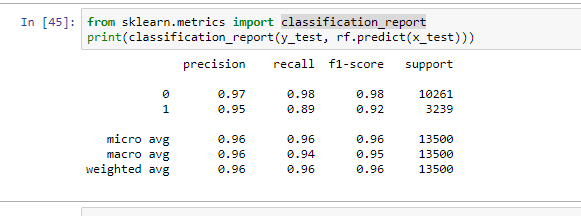 In [45]: from sklearn.metrics import classification_report
print(classification_report(y_test, rf.predict(x_test)))
precision recall f1-score support
0 0.97 0.98 0.98 10261
1 0.95 0.89 0.92 3239
micro avg 0.96 0.96 0.96 13500
macro avg 0.96 0.94 0.95 13500
weighted avg 0.96 0.96 0.96 13500